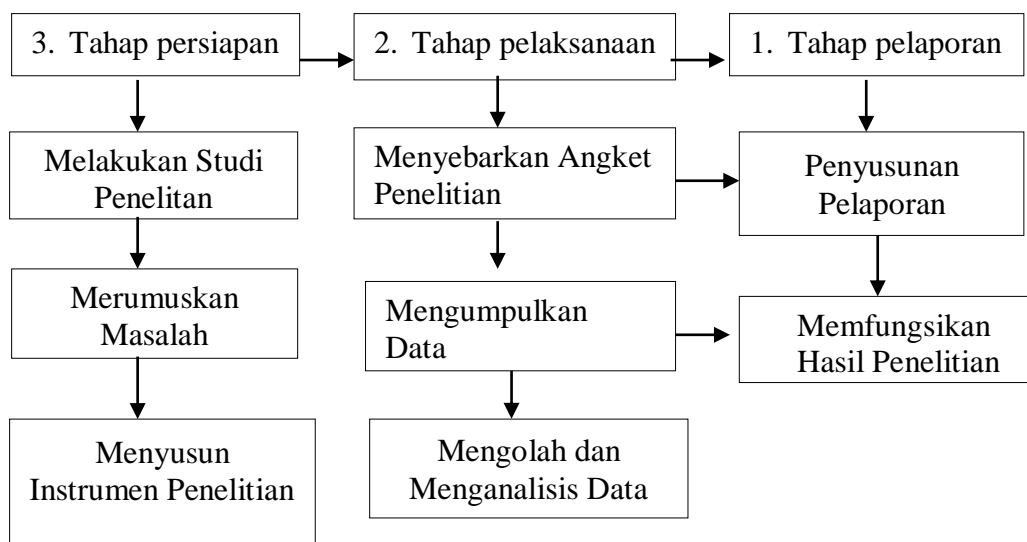 3. Tahap persiapan
2. Tahap pelaksanaan
1. Tahap pelaporan
Melakukan Studi
Penelitan
Menyebarkan Angket
Penelitian
Penyusunan
Pelaporan
Merumuskan
Masalah
Mengumpulkan
Data
Memfungsikan
Hasil Penelitian
Menyusun
Instrumen Penelitian
Mengolah dan
Menganalisis Data